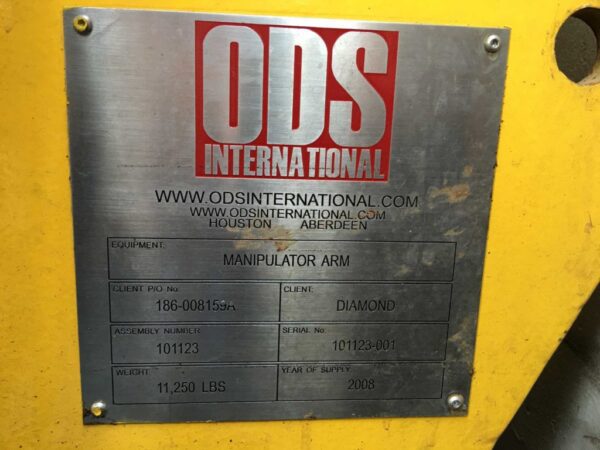 ODS
INTERNATIONAL
WWW.ODSINTERNATIONAL.COM
WWW.ODSINTERNATIONAL.COM
HOUSTON ABERDEEN
EQUIPMENT:
MANIPULATOR ARM
CLIENT P/O No: CLIENT:
186-008159A DIAMOND
ASSEMBLY NUMBER SERIAL No:
101123 101123-001
WEIGHT: YEAR OF SUPPLY
11,250 LBS 2008